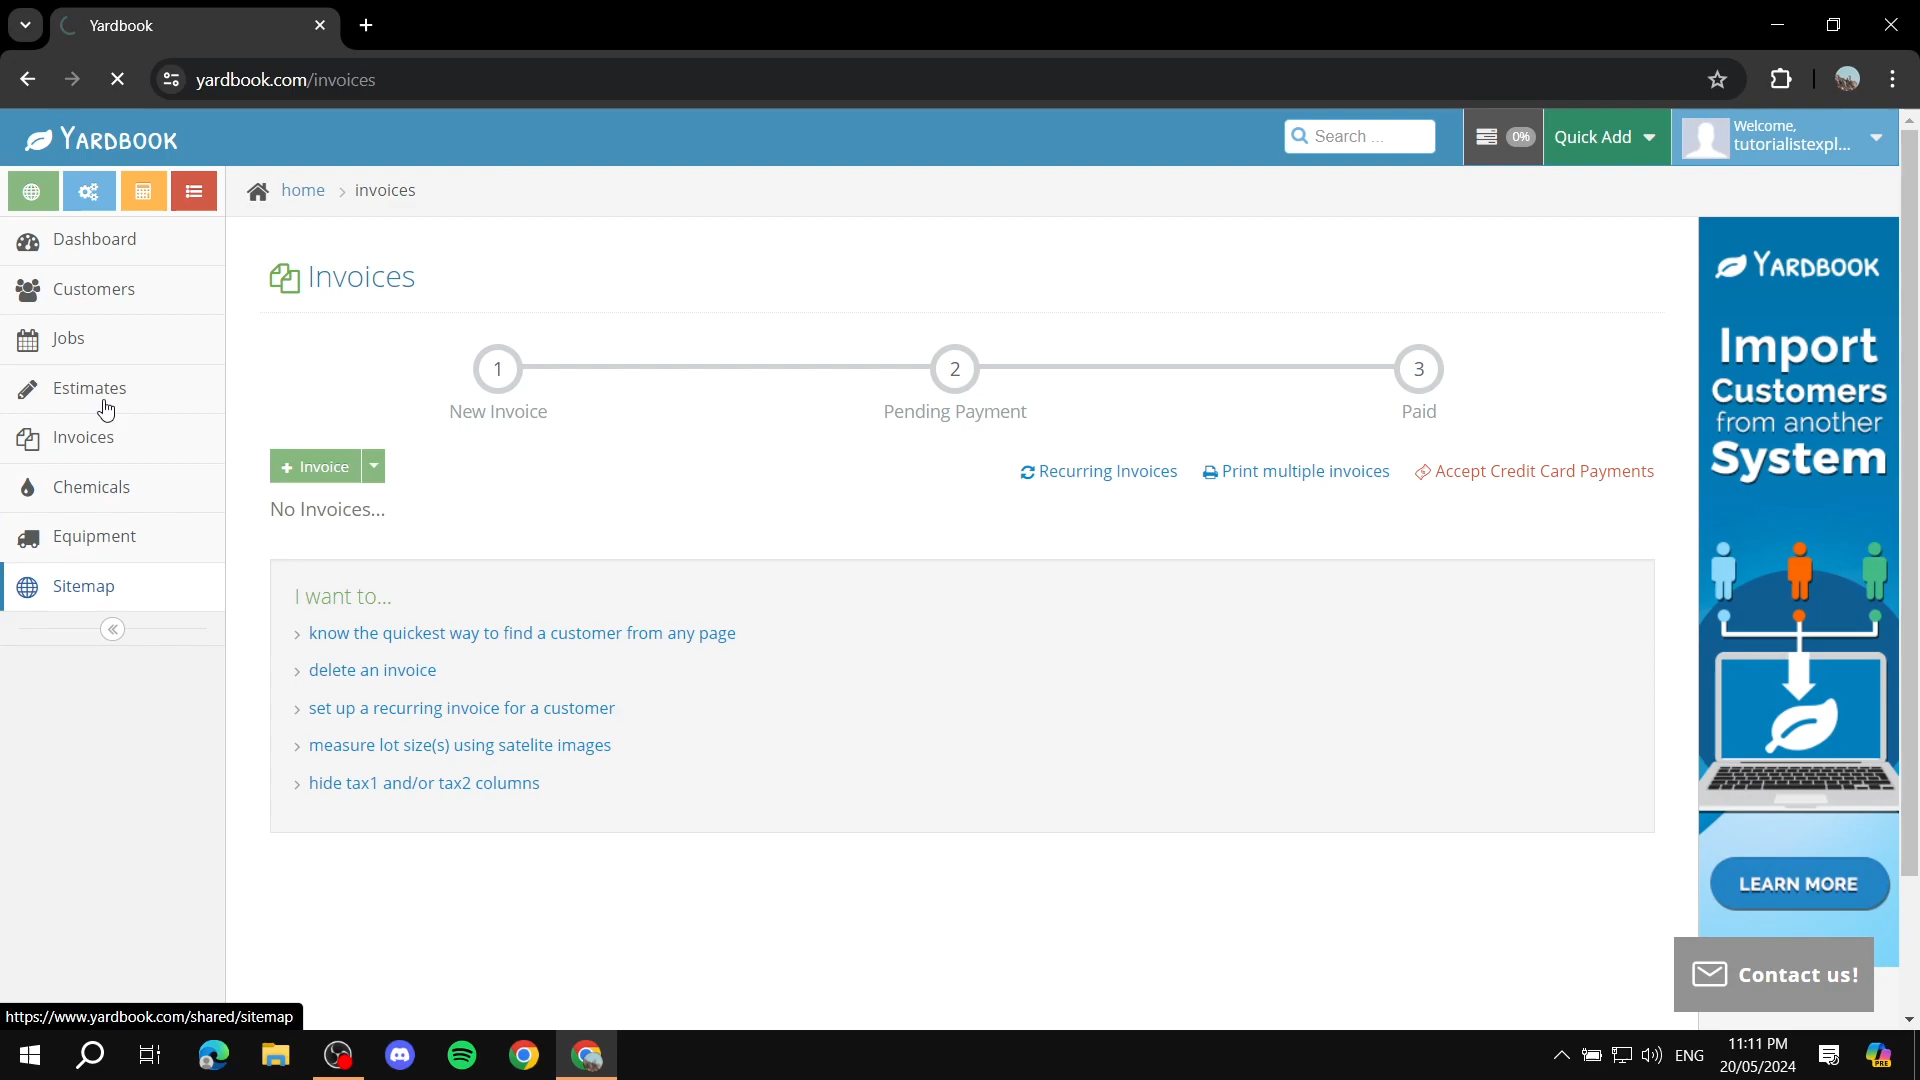 Yardbook
yardbook.com/invoices
YARDBOOK
Search ...
0%
Quick Add
Welcome,
tutorialistexpl...
home > invoices
Dashboard
Customers
Jobs
Estimates
Invoices
Chemicals
Equipment
Sitemap
Invoices
1
2
3
New Invoice
Pending Payment
Paid
+ Invoice
Recurring Invoices
Print multiple invoices
Accept Credit Card Payments
No Invoices...
I want to...
know the quickest way to find a customer from any page
delete an invoice
set up a recurring invoice for a customer
measure lot size(s) using satelite images
hide tax1 and/or tax2 columns
YARDBOOK
Import
Customers
from another
System
LEARN MORE
Contact us!
https://www.yardbook.com/shared/sitemap
ENG
11:11 PM
20/05/2024
PRE